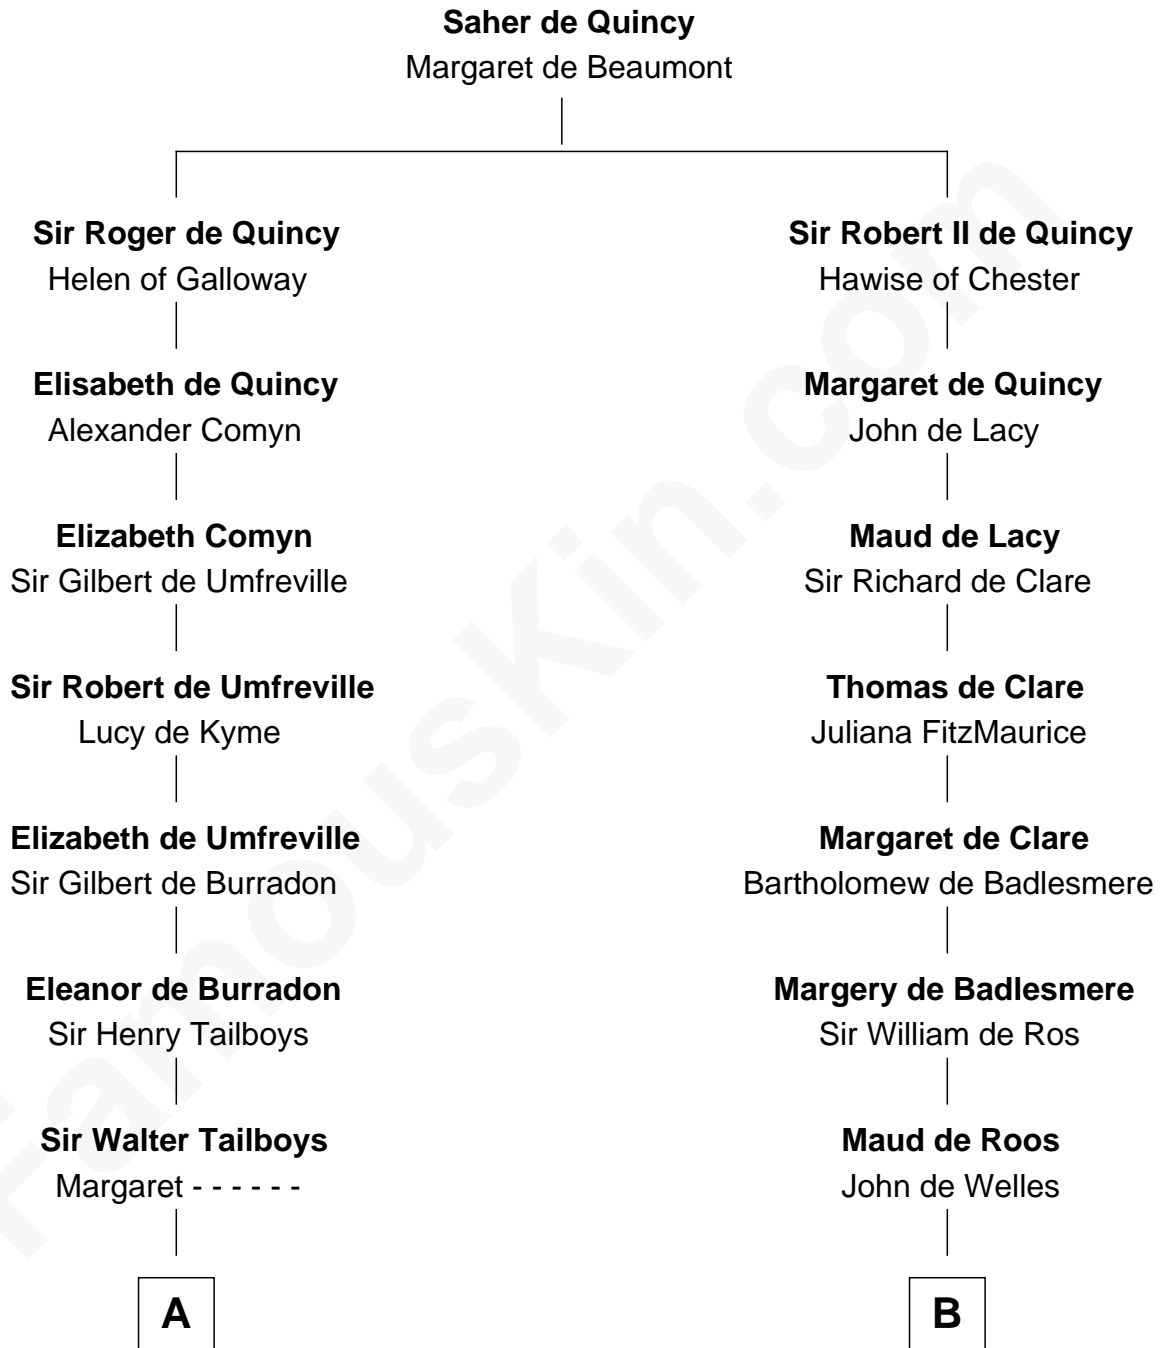 Saher de Quincy
Margaret de Beaumont
Sir Roger de Quincy
Helen of Galloway
Sir Robert II de Quincy
Hawise of Chester
Elisabeth de Quincy
Alexander Comyn
Margaret de Quincy
John de Lacy
Elizabeth Comyn
Sir Gilbert de Umfreville
Maud de Lacy
Sir Richard de Clare
Sir Robert de Umfreville
Lucy de Kyme
Thomas de Clare
Juliana FitzMaurice
Elizabeth de Umfreville
Sir Gilbert de Burradon
Margaret de Clare
Bartholomew de Badlesmere
Eleanor de Burradon
Sir Henry Tailboys
Margery de Badlesmere
Sir William de Ros
Sir Walter Tailboys
Margaret - - - - - -
Maud de Roos
John de Welles
A
B
FamousKin.com